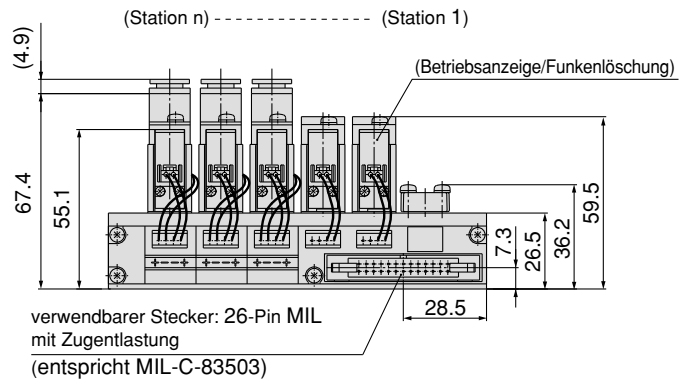 (Station n) (Station 1)
(4.9)
(Betriebsanzeige/Funkenlöschung)
67.4
55.1
7.3
26.5
36.2
59.5
28.5
verwendbarer Stecker: 26-Pin MIL
mit Zugentlastung
(entspricht MIL-C-83503)